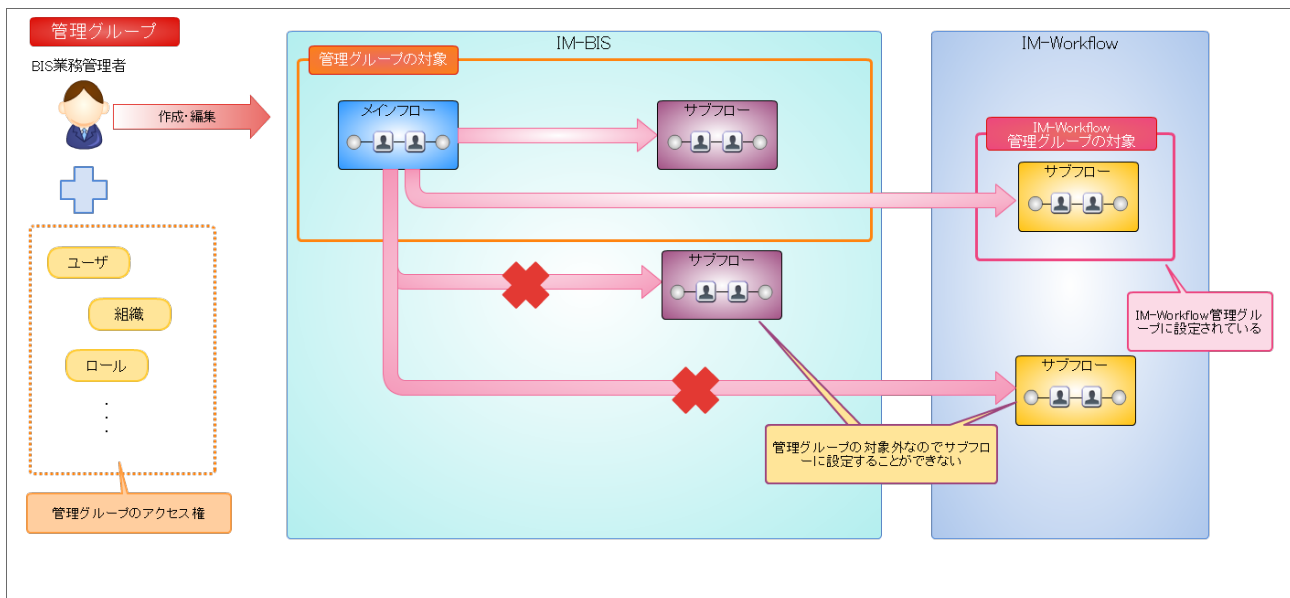 管理グループ
BIS業務管理者
作成・編集
ユーザ
組織
ロール
・
・
・
管理グループのアクセス権
IM-BIS
管理グループの対象
メインフロー
サブフロー
サブフロー
IM-Workflow
IM-Workflow
管理グループの対象
サブフロー
IM-Workflow管理グル
ープに設定されている
サブフロー
管理グループの対象外なのでサブフロ
ーに設定することができない